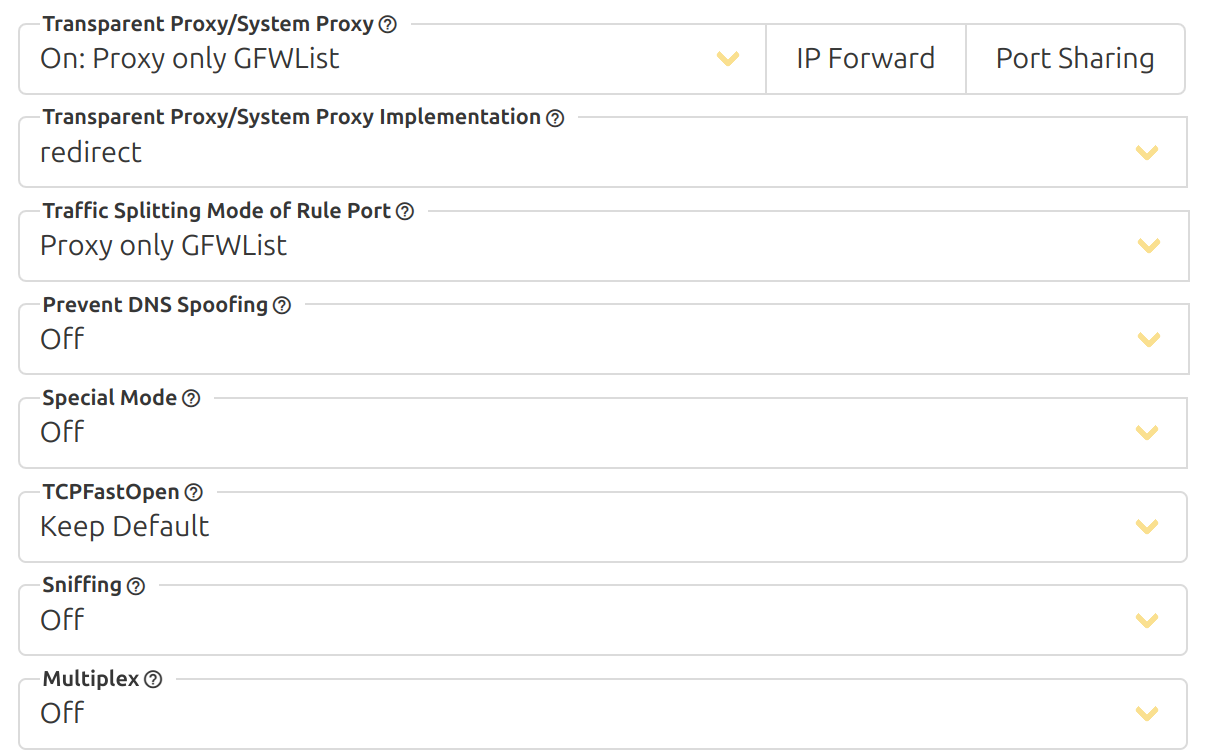 Transparent Proxy/System Proxy
On: Proxy only GFWList
IP Forward
Port Sharing
Transparent Proxy/System Proxy Implementation
redirect
Traffic Splitting Mode of Rule Port
Proxy only GFWList
Prevent DNS Spoofing
Off
Special Mode
Off
TCPFastOpen
Keep Default
Sniffing
Off
Multiplex
Off